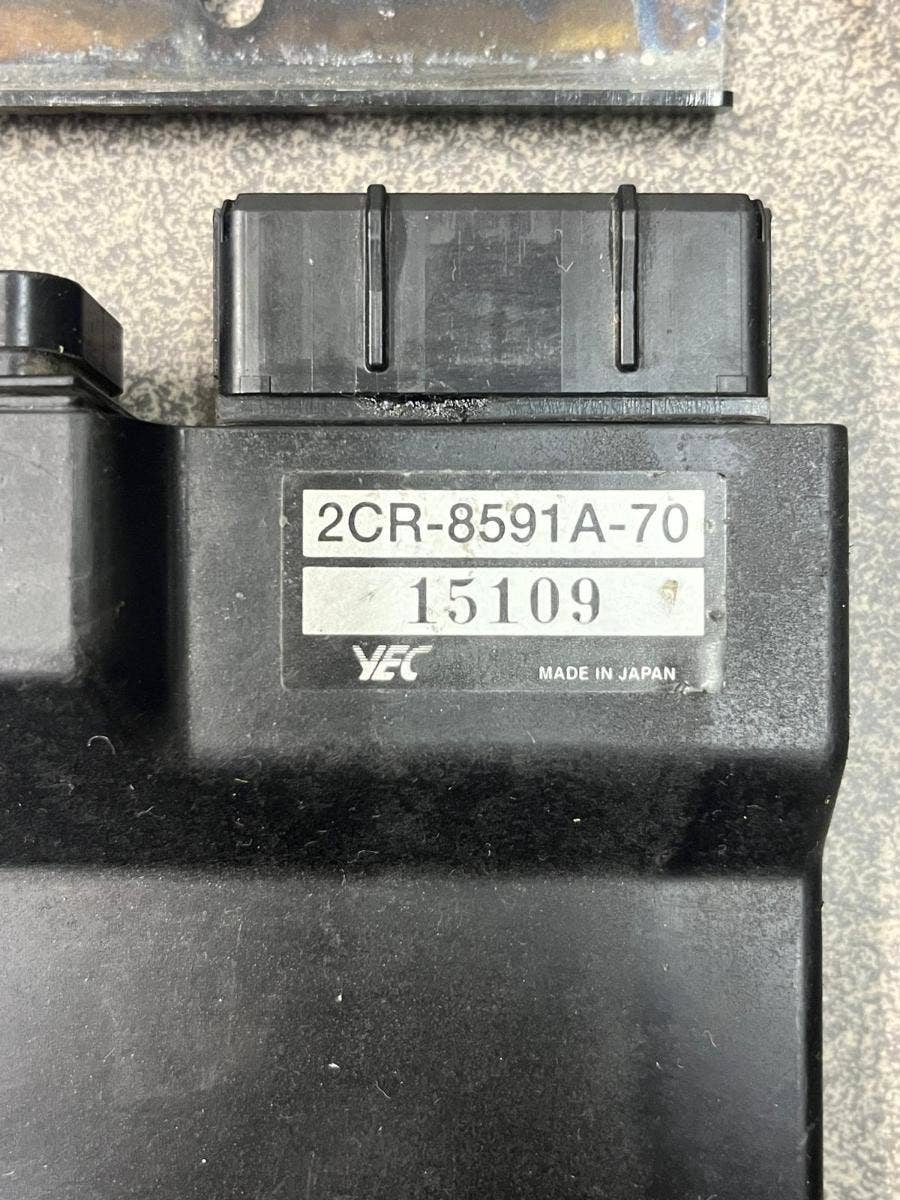 2CR-8591A-70
15109
YEC MADE IN JAPAN